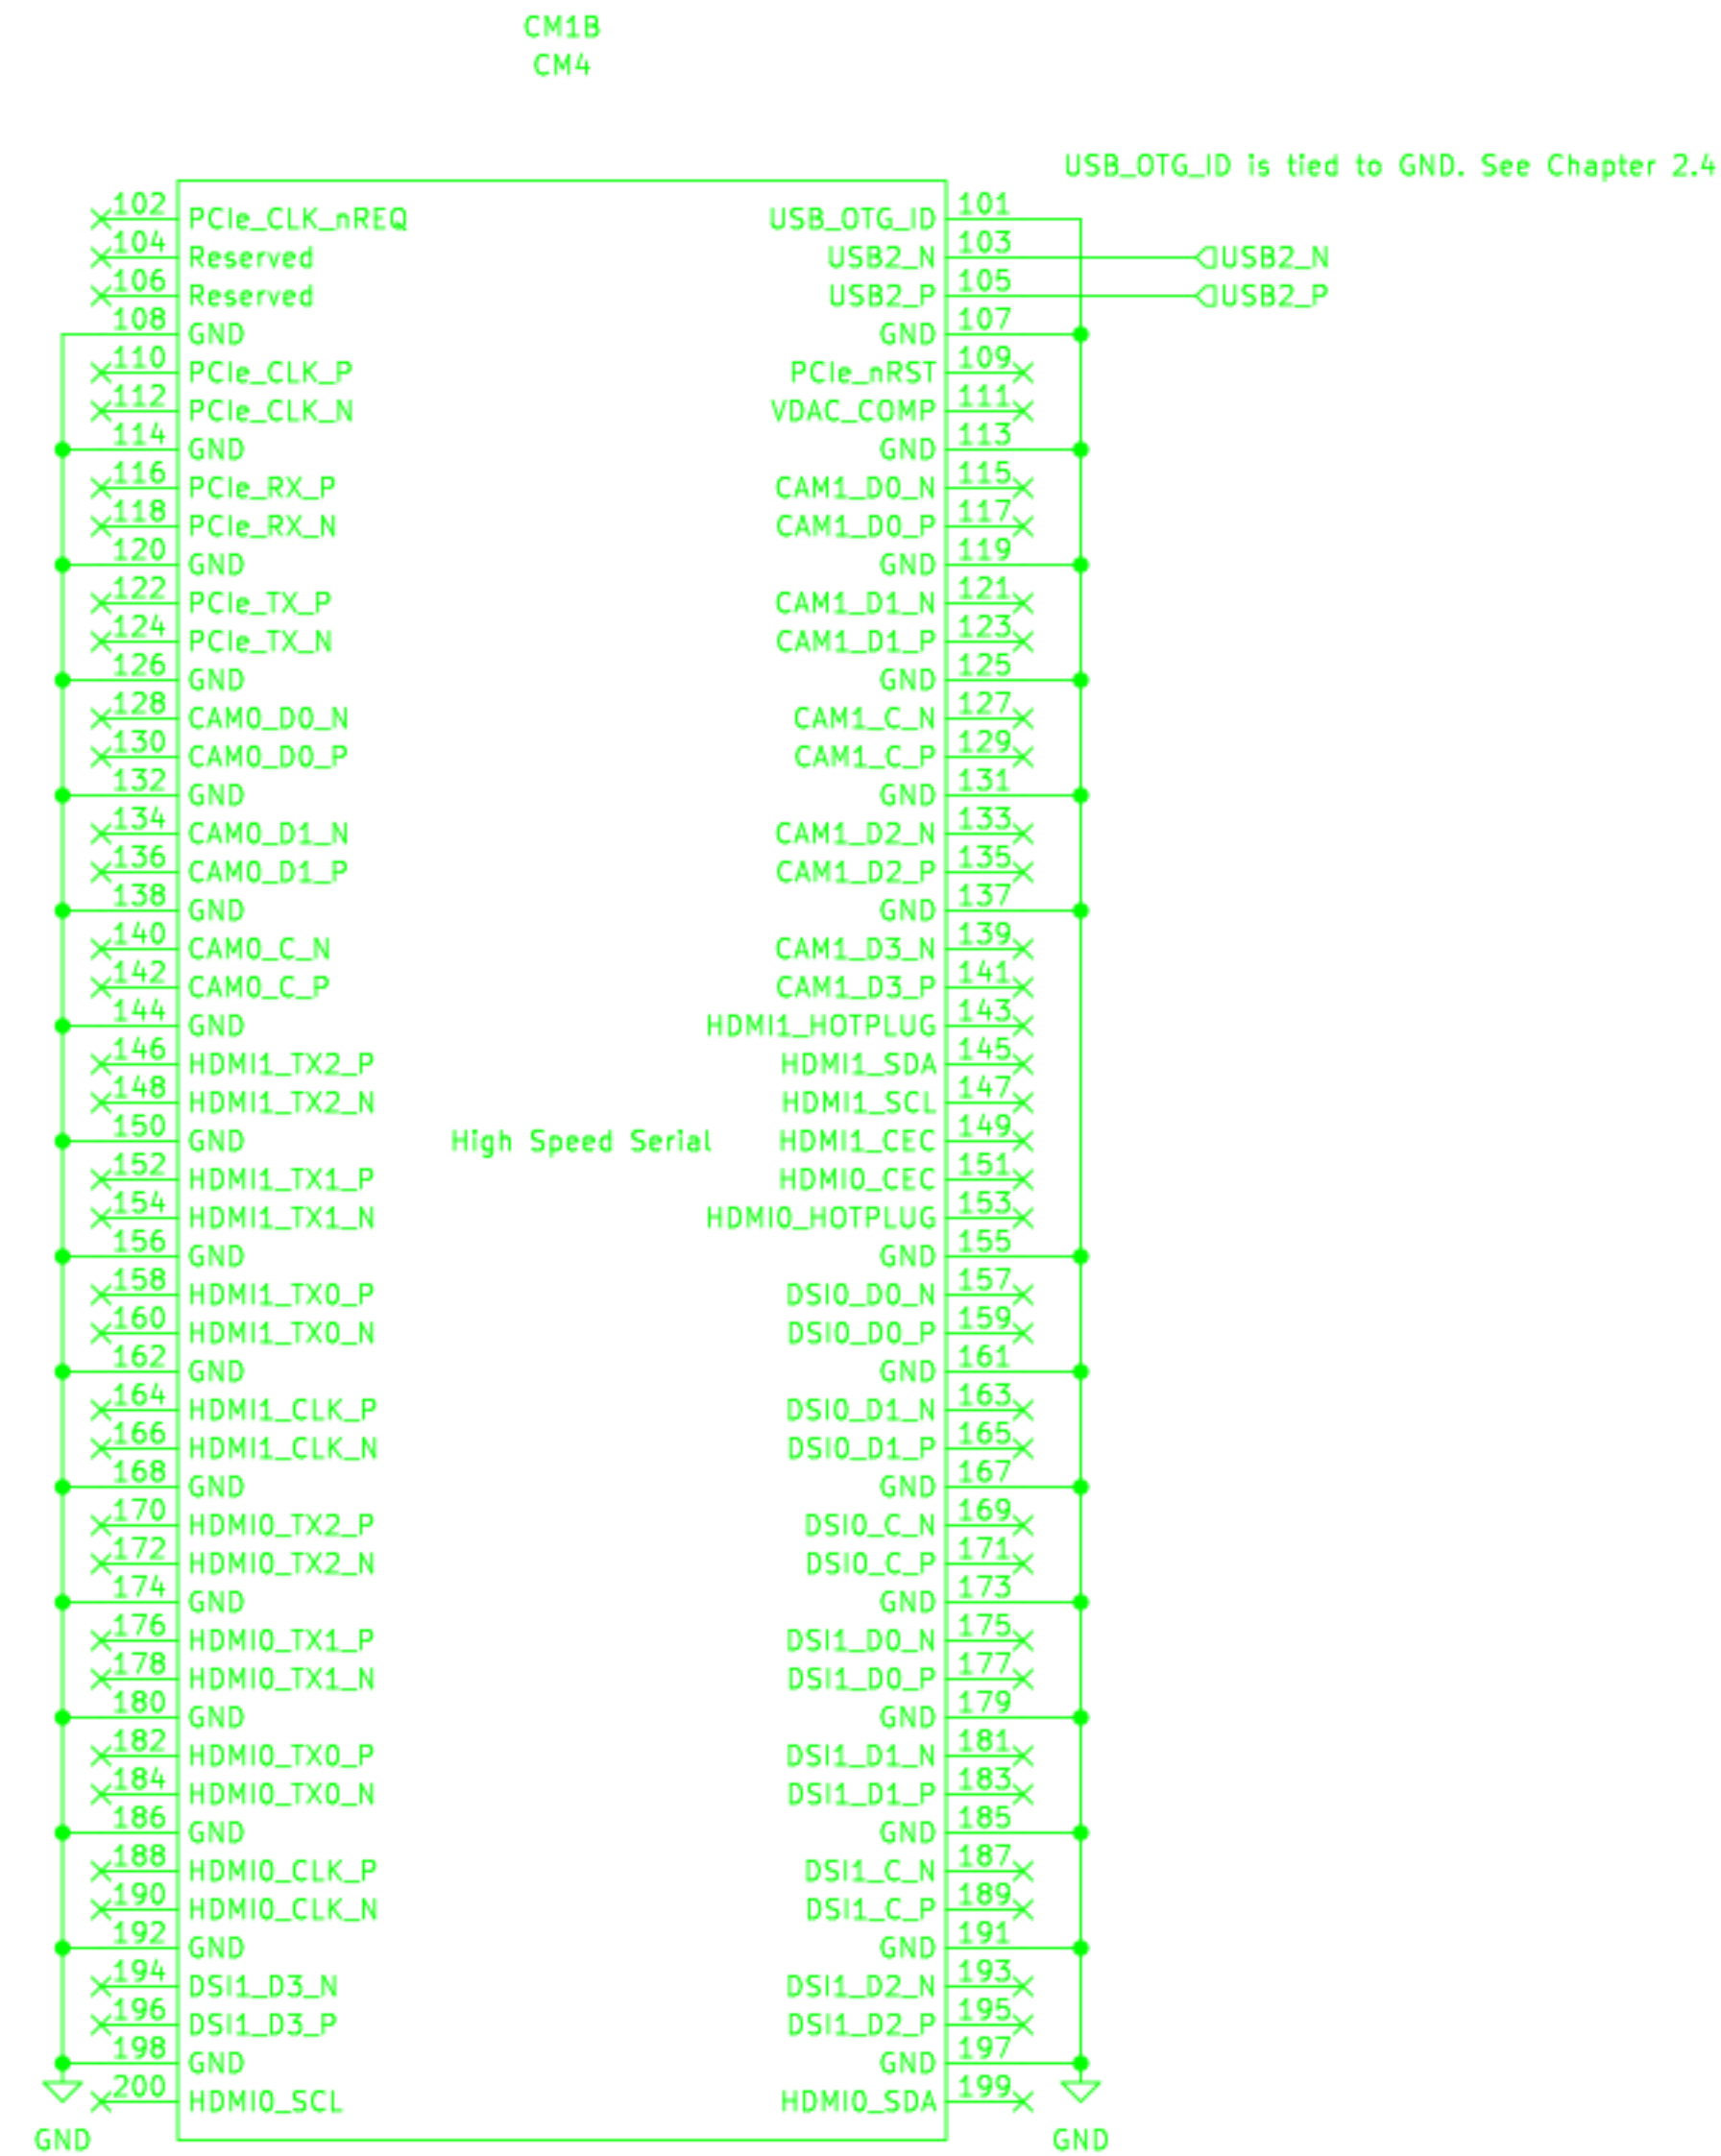 CM1B
CM4
USB_OTG_ID is tied to GND. See Chapter 2.4
102 PCIe_CLK_nREQ USB_OTG_ID 101
104 Reserved USB2_N 103 USB2_N
106 Reserved USB2_P 105 USB2_P
108 GND GND 107
110 PCIe_CLK_P PCIe_nRST 109
112 PCIe_CLK_N VDAC_COMP 111
114 GND GND 113
116 PCIe_RX_P CAM1_D0_N 115
118 PCIe_RX_N CAM1_D0_P 117
120 GND GND 119
122 PCIe_TX_P CAM1_D1_N 121
124 PCIe_TX_N CAM1_D1_P 123
126 GND GND 125
128 CAM0_D0_N CAM1_C_N 127
130 CAM0_D0_P CAM1_C_P 129
132 GND GND 131
134 CAM0_D1_N CAM1_D2_N 133
136 CAM0_D1_P CAM1_D2_P 135
138 GND GND 137
140 CAM0_C_N CAM1_D3_N 139
142 CAM0_C_P CAM1_D3_P 141
144 GND HDMI1_HOTPLUG 143
146 HDMI1_TX2_P HDMI1_SDA 145
148 HDMI1_TX2_N HDMI1_SCL 147
150 GND High Speed Serial HDMI1_CEC 149
152 HDMI1_TX1_P HDMI0_CEC 151
154 HDMI1_TX1_N HDMI0_HOTPLUG 153
156 GND GND 155
158 HDMI1_TX0_P DSI0_D0_N 157
160 HDMI1_TX0_N DSI0_D0_P 159
162 GND GND 161
164 HDMI1_CLK_P DSI0_D1_N 163
166 HDMI1_CLK_N DSI0_D1_P 165
168 GND GND 167
170 HDMI0_TX2_P DSI0_C_N 169
172 HDMI0_TX2_N DSI0_C_P 171
174 GND GND 173
176 HDMI0_TX1_P DSI1_D0_N 175
178 HDMI0_TX1_N DSI1_D0_P 177
180 GND GND 179
182 HDMI0_TX0_P DSI1_D1_N 181
184 HDMI0_TX0_N DSI1_D1_P 183
186 GND GND 185
188 HDMI0_CLK_P DSI1_C_N 187
190 HDMI0_CLK_N DSI1_C_P 189
192 GND GND 191
194 DSI1_D3_N DSI1_D2_N 193
196 DSI1_D3_P DSI1_D2_P 195
198 GND GND 197
200 HDMI0_SCL HDMI0_SDA 199
GND GND